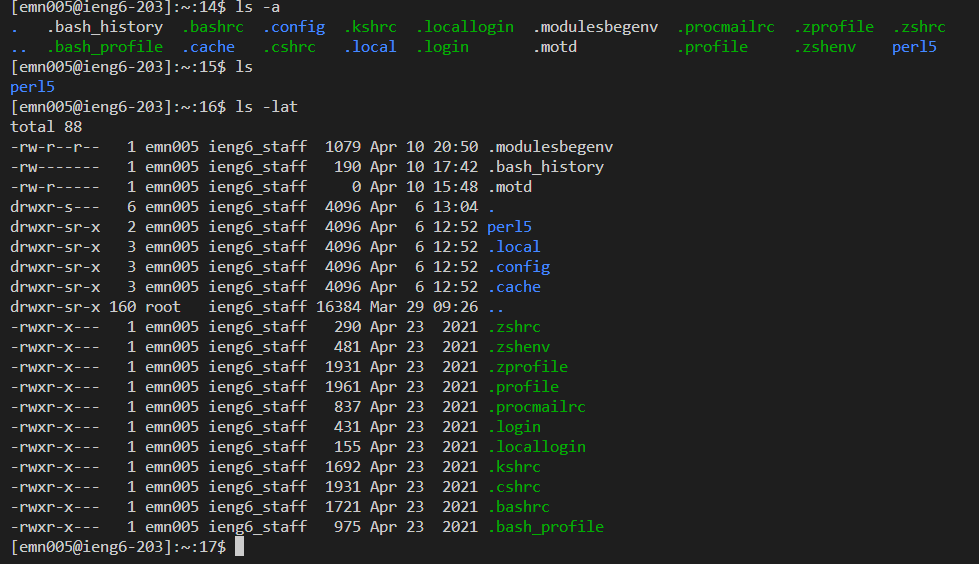 [emn005@ieng6-203]:~:14$ ls -a
.   .bash_history  .bashrc  .config  .kshrc  .locallogin  .modulesbegenv  .procmailrc  .zprofile  .zshrc
..  .bash_profile  .cache   .cshrc   .local  .login       .motd           .profile     .zshenv    perl5
[emn005@ieng6-203]:~:15$ ls
perl5
[emn005@ieng6-203]:~:16$ ls -lat
total 88
-rw-r--r--   1 emn005 ieng6_staff  1079 Apr 10 20:50 .modulesbegenv
-rw-------   1 emn005 ieng6_staff   190 Apr 10 17:42 .bash_history
-rw-r-----   1 emn005 ieng6_staff     0 Apr 10 15:48 .motd
drwxr-s---   6 emn005 ieng6_staff  4096 Apr  6 13:04 .
drwxr-sr-x   2 emn005 ieng6_staff  4096 Apr  6 12:52 perl5
drwxr-sr-x   3 emn005 ieng6_staff  4096 Apr  6 12:52 .local
drwxr-sr-x   3 emn005 ieng6_staff  4096 Apr  6 12:52 .config
drwxr-sr-x   3 emn005 ieng6_staff  4096 Apr  6 12:52 .cache
drwxr-sr-x 160 root   ieng6_staff 16384 Mar 29 09:26 ..
-rwxr-x---   1 emn005 ieng6_staff   290 Apr 23  2021 .zshrc
-rwxr-x---   1 emn005 ieng6_staff   481 Apr 23  2021 .zshenv
-rwxr-x---   1 emn005 ieng6_staff  1931 Apr 23  2021 .zprofile
-rwxr-x---   1 emn005 ieng6_staff  1961 Apr 23  2021 .profile
-rwxr-x---   1 emn005 ieng6_staff   837 Apr 23  2021 .procmailrc
-rwxr-x---   1 emn005 ieng6_staff   431 Apr 23  2021 .login
-rwxr-x---   1 emn005 ieng6_staff   155 Apr 23  2021 .locallogin
-rwxr-x---   1 emn005 ieng6_staff  1692 Apr 23  2021 .kshrc
-rwxr-x---   1 emn005 ieng6_staff  1931 Apr 23  2021 .cshrc
-rwxr-x---   1 emn005 ieng6_staff  1721 Apr 23  2021 .bashrc
-rwxr-x---   1 emn005 ieng6_staff   975 Apr 23  2021 .bash_profile
[emn005@ieng6-203]:~:17$